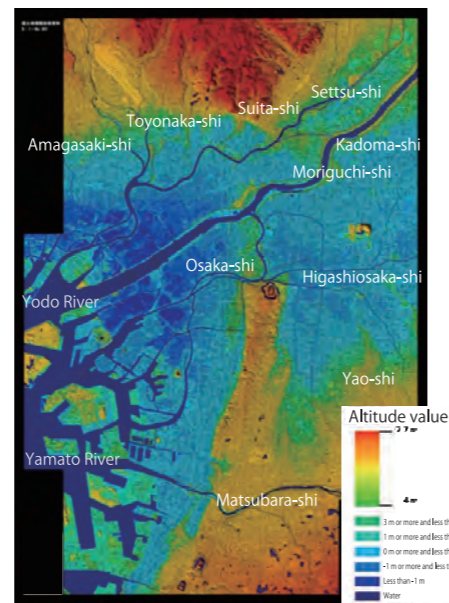 Settsu-shi
Suita-shi
Toyonaka-shi
Amagasaki-shi
Kadoma-shi
Moriguchi-shi
Osaka-shi
Higashiosaka-shi
Yodo River
Yao-shi
Altitude value
Yamato River
Matsubara-shi
3 m or more and less th
1 m or more and less th
0 m or more and less th
-1 m or more and less t
Less than -1 m
Water